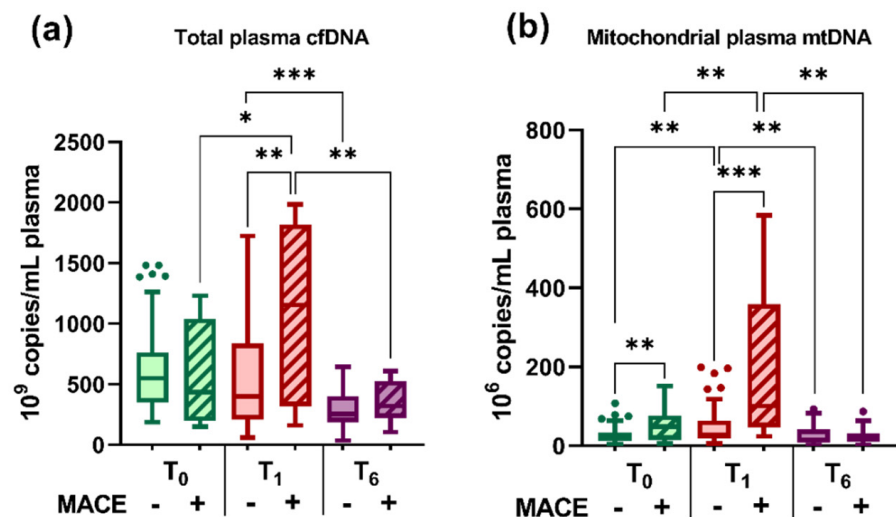 (a)
Total plasma cfDNA
***
*
**
**
2500
2000
1500
1000
500
0
10⁹ copies/mL plasma
T₀ T₁ T₆
MACE - + - + - +
(b)
Mitochondrial plasma mtDNA
** **
** **
***
**
800
600
400
200
0
10⁶ copies/mL plasma
T₀ T₁ T₆
MACE - + - + - +